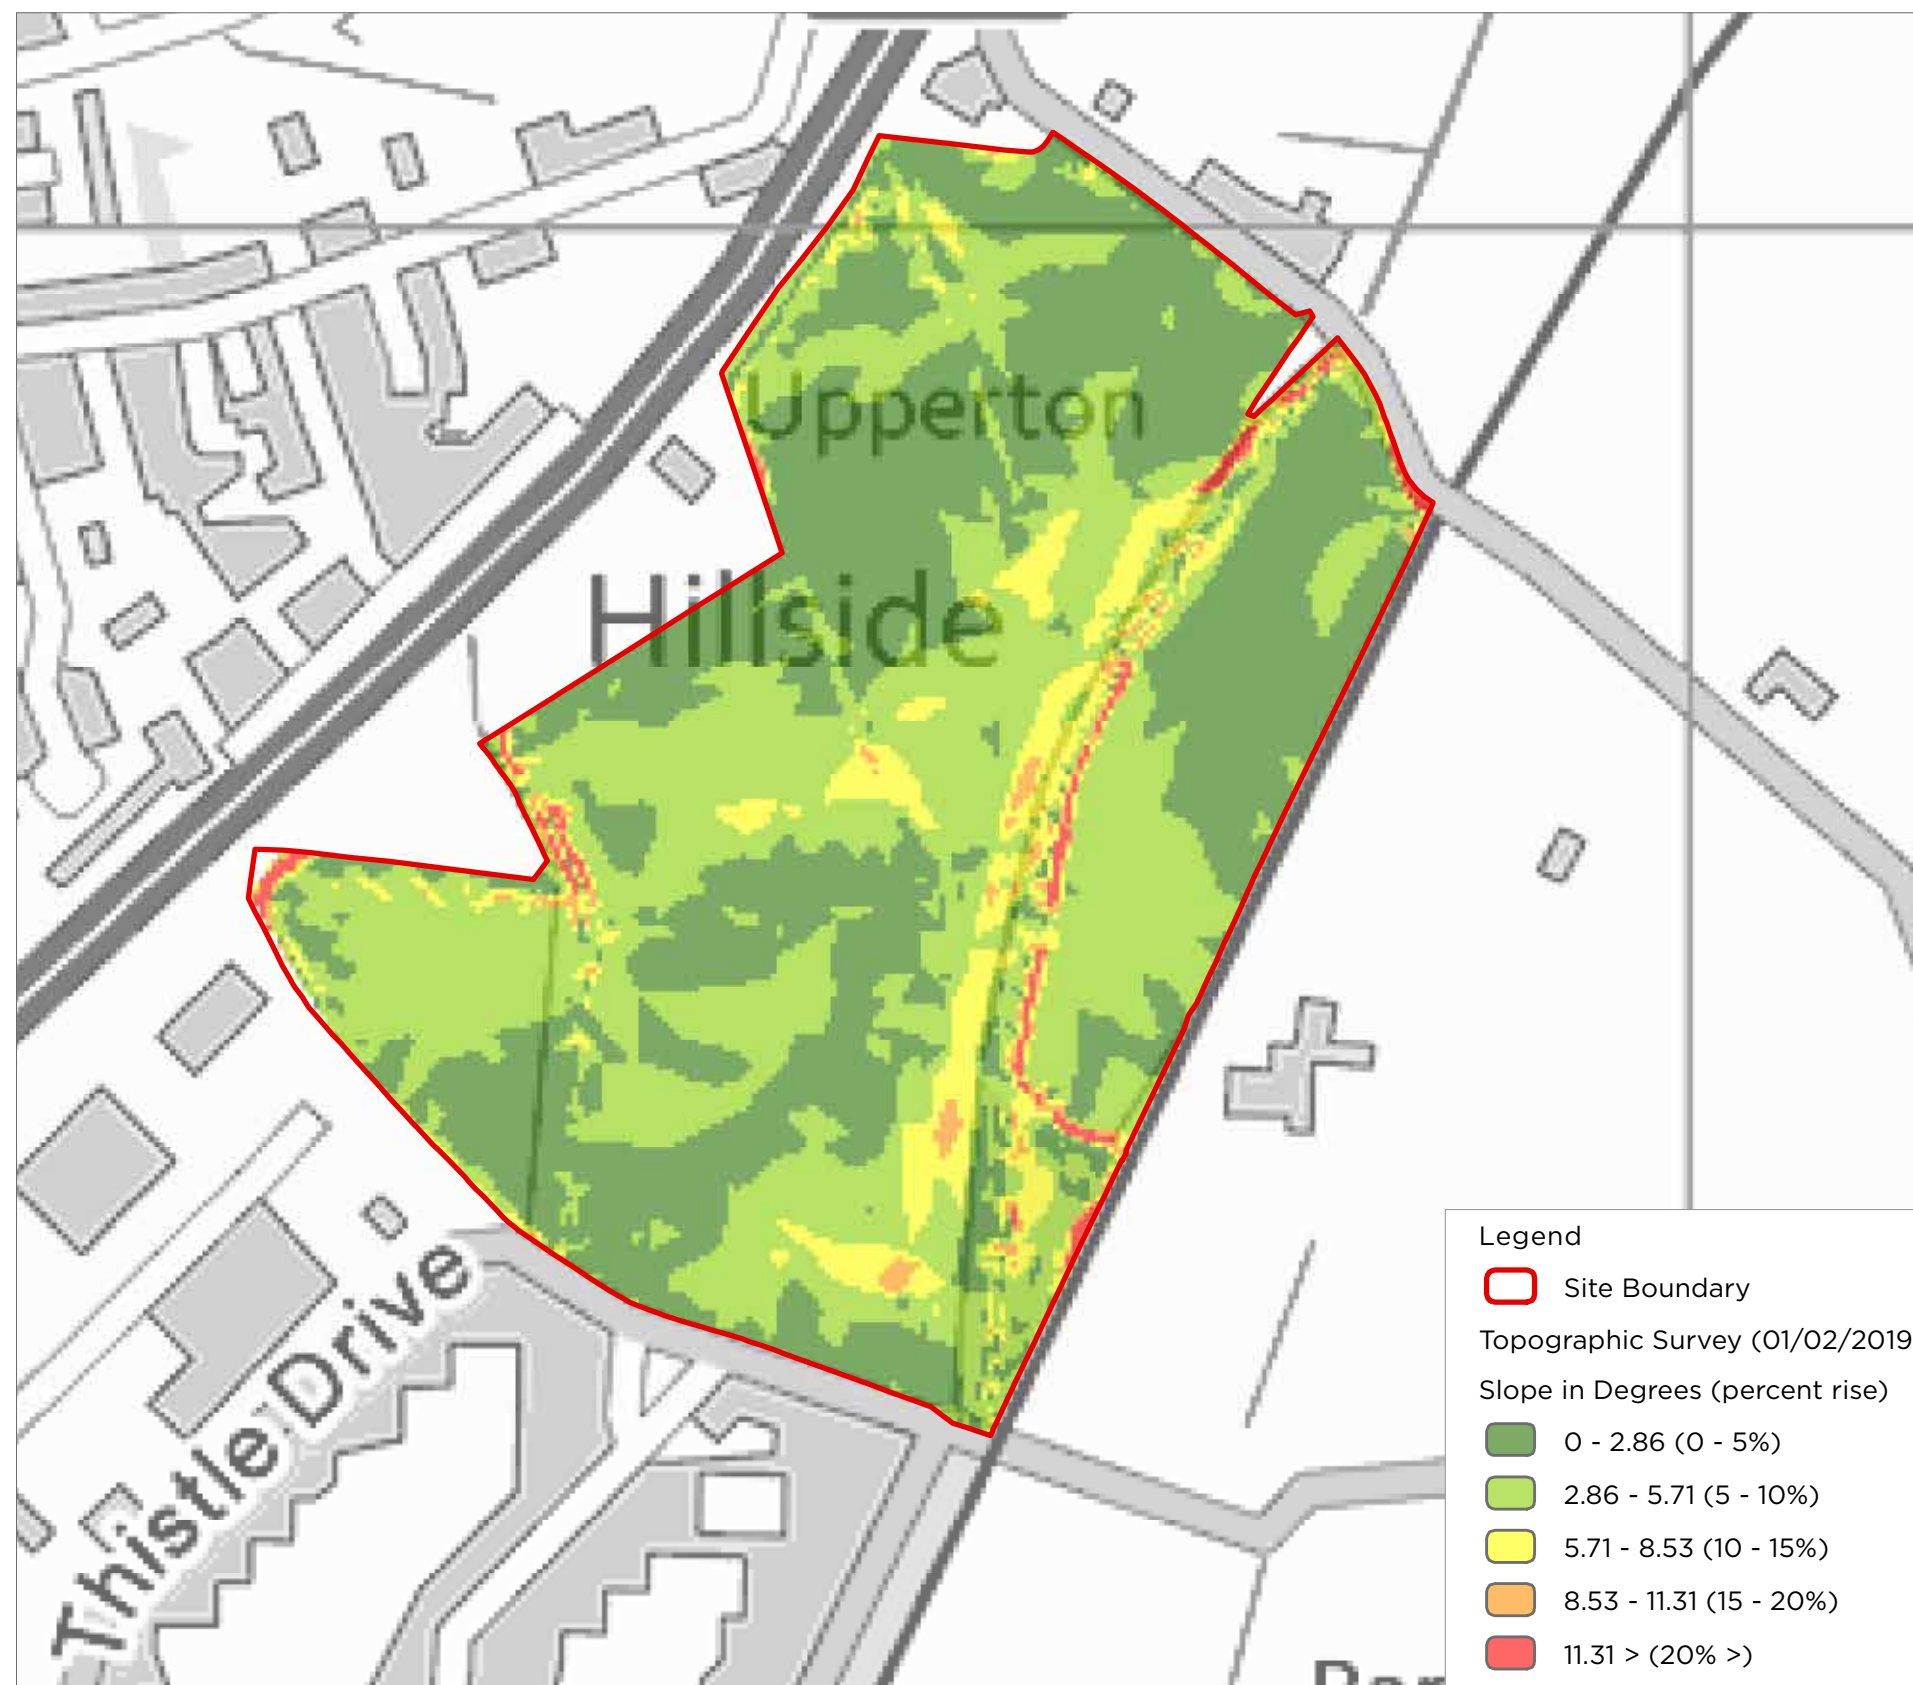 Upperton
Hillside
Thistle Drive
Legend
Site Boundary
Topographic Survey (01/02/2019
Slope in Degrees (percent rise)
0 - 2.86 (0 - 5%)
2.86 - 5.71 (5 - 10%)
5.71 - 8.53 (10 - 15%)
8.53 - 11.31 (15 - 20%)
11.31 > (20% >)